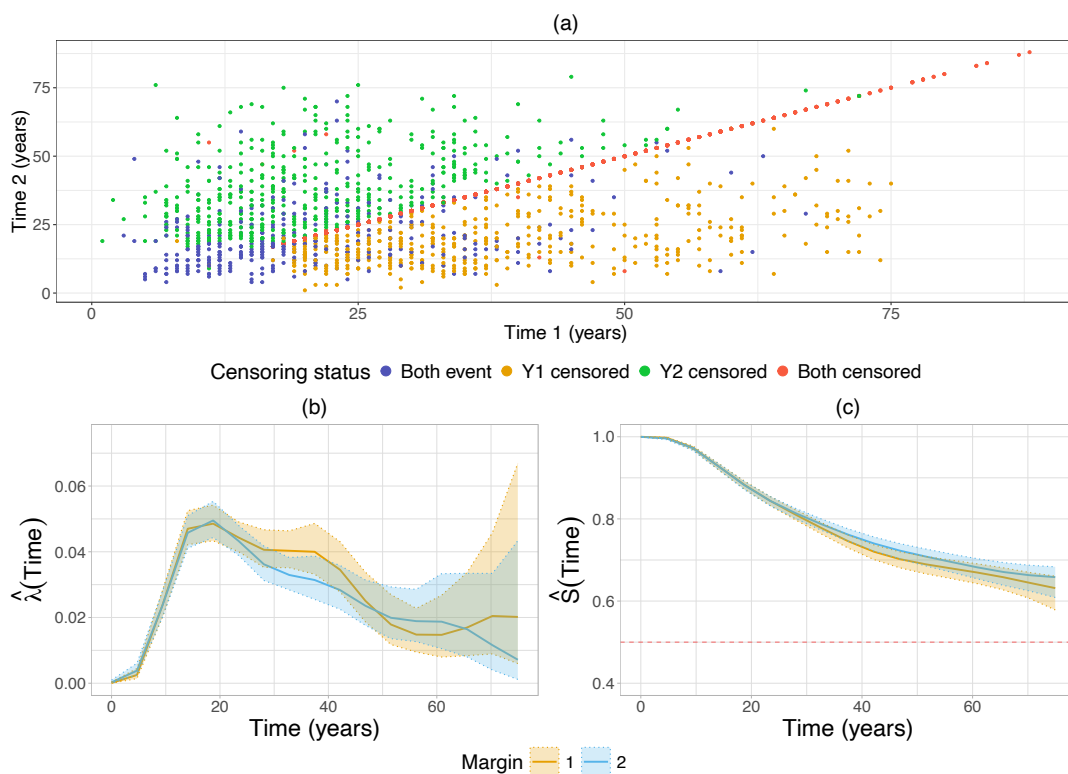 (a)
75
50
25
0
Time 2 (years)
0 25 50 75
Time 1 (years)
Censoring status Both event Y1 censored Y2 censored Both censored
(b)
0.06
0.04
0.02
0.00
λ̂(Time)
0 20 40 60
Time (years)
(c)
1.0
0.8
0.6
0.4
Ŝ(Time)
0 20 40 60
Time (years)
Margin 1 2